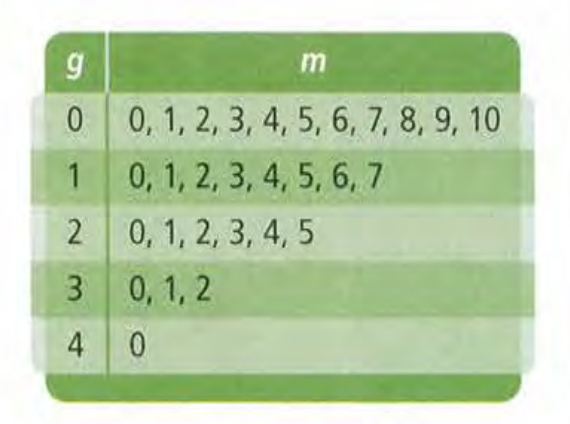 g m
0 0, 1, 2, 3, 4, 5, 6, 7, 8, 9, 10
1 0, 1, 2, 3, 4, 5, 6, 7
2 0, 1, 2, 3, 4, 5
3 0, 1, 2
4 0